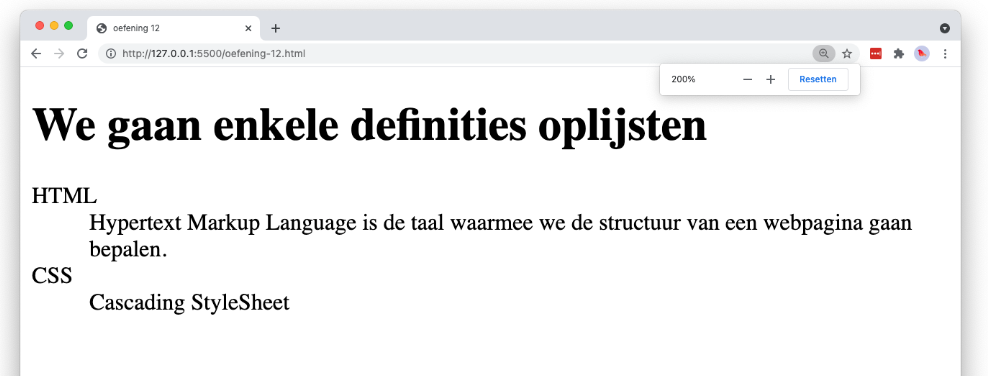 oefening 12
http://127.0.0.1:5500/oefening-12.html
200%
Resetten
We gaan enkele definities oplijsten
HTML
Hypertext Markup Language is de taal waarmee we de structuur van een webpagina gaan
bepalen.
CSS
Cascading StyleSheet